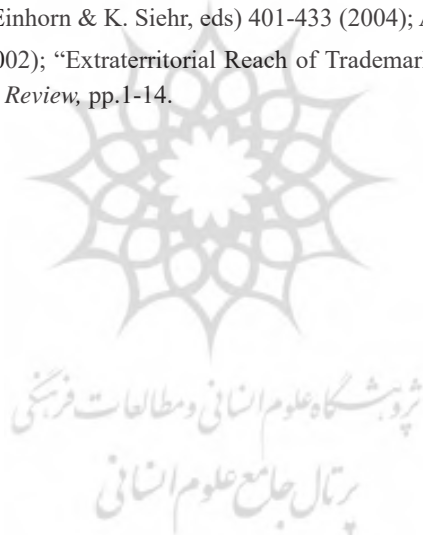 Einhorn & K. Siehr, eds) 401-433 (2004); A
002); “Extraterritorial Reach of Trademar
Review, pp.1-14.
پژوهشگاه علوم انسانی و مطالعات فرهنگی
پرتال جامع علوم انسانی